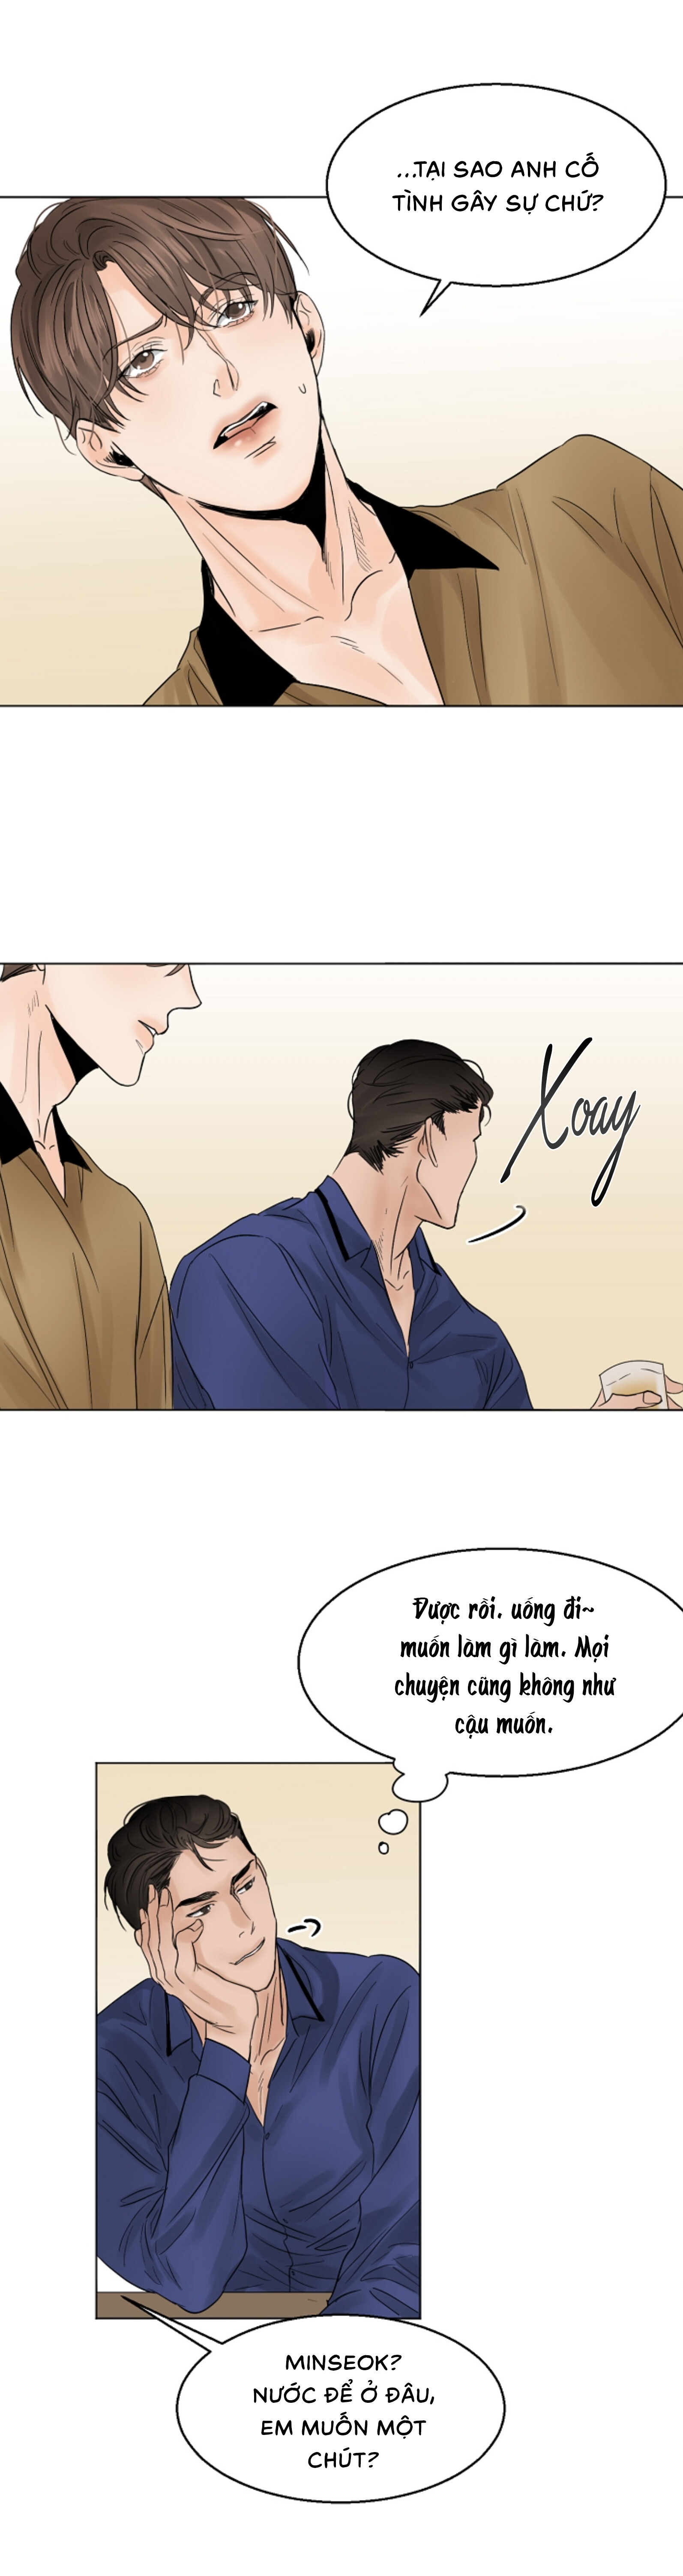 ...TẠI SAO ANH CỐ
TÌNH GÂY SỰ CHỨ?
Xoay
Được rồi. uống đi~
muốn làm gì làm. Mọi
chuyện cũng không như
cậu muốn.
MINSEOK?
NƯỚC ĐỂ Ở ĐÂU,
EM MUỐN MỘT
CHÚT?